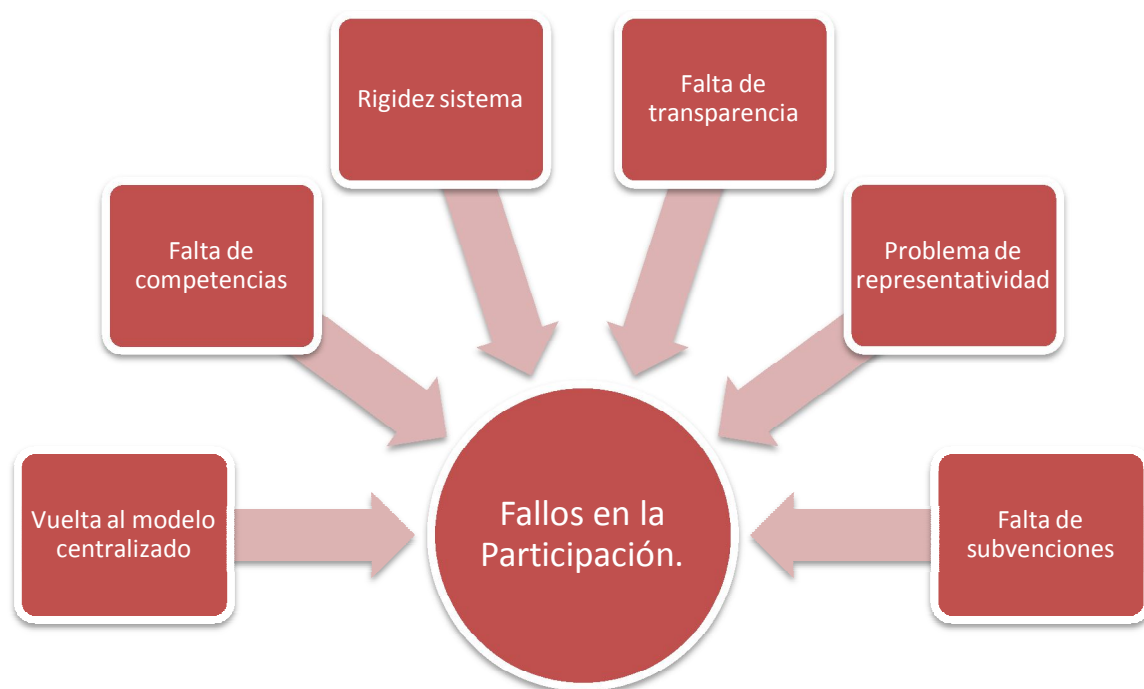 Rigidez sistema
Falta de
transparencia
Falta de
competencias
Problema de
representatividad
Vuelta al modelo
centralizado
Fallos en la
Participación.
Falta de
subvenciones